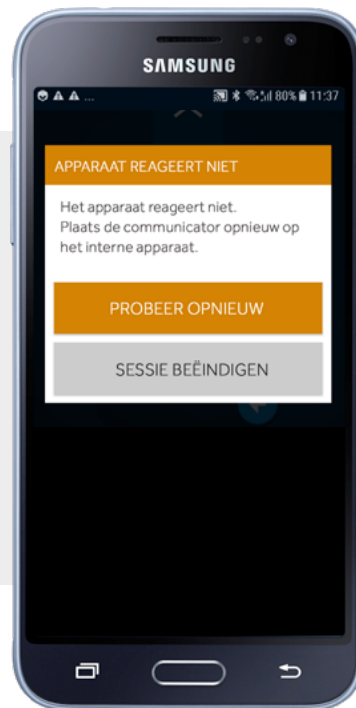 SAMSUNG
80% 11:37
APPARAAT REAGEERT NIET
Het apparaat reageert niet.
Plaats de communicator opnieuw op
het interne apparaat.
PROBEER OPNIEUW
SESSIE BEËINDIGEN